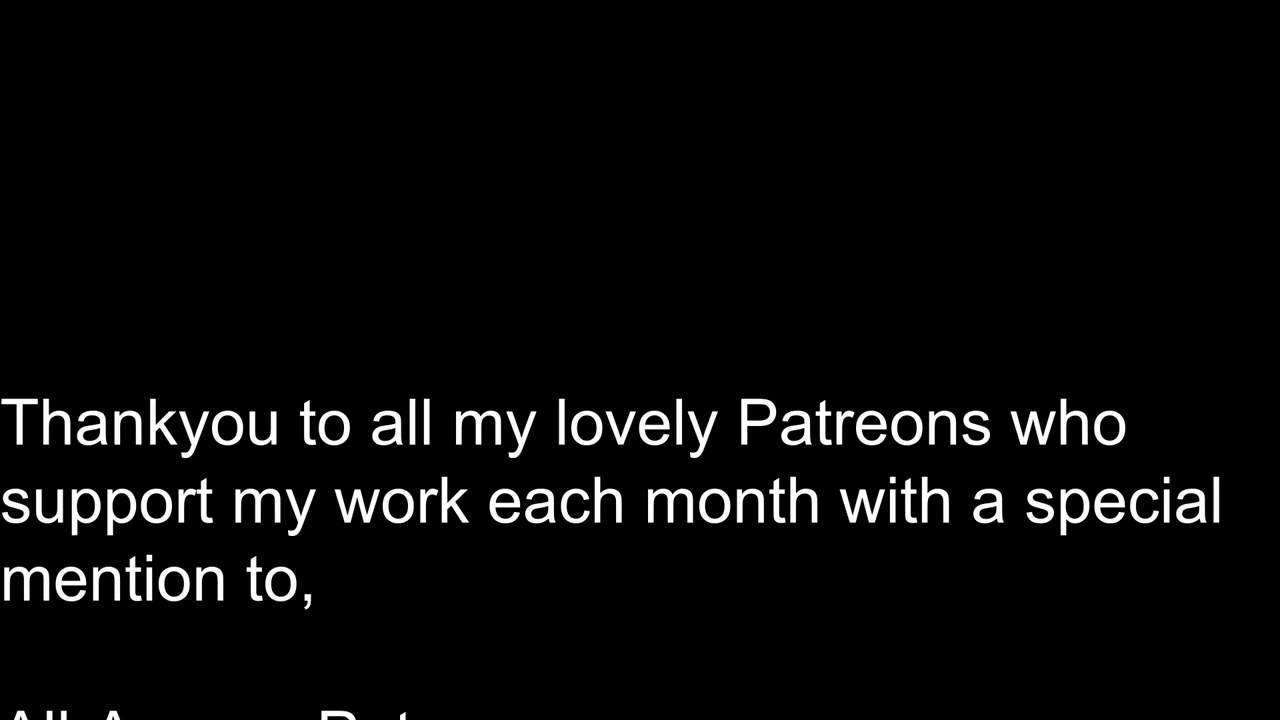 Thankyou to all my lovely Patreons who
support my work each month with a special
mention to,